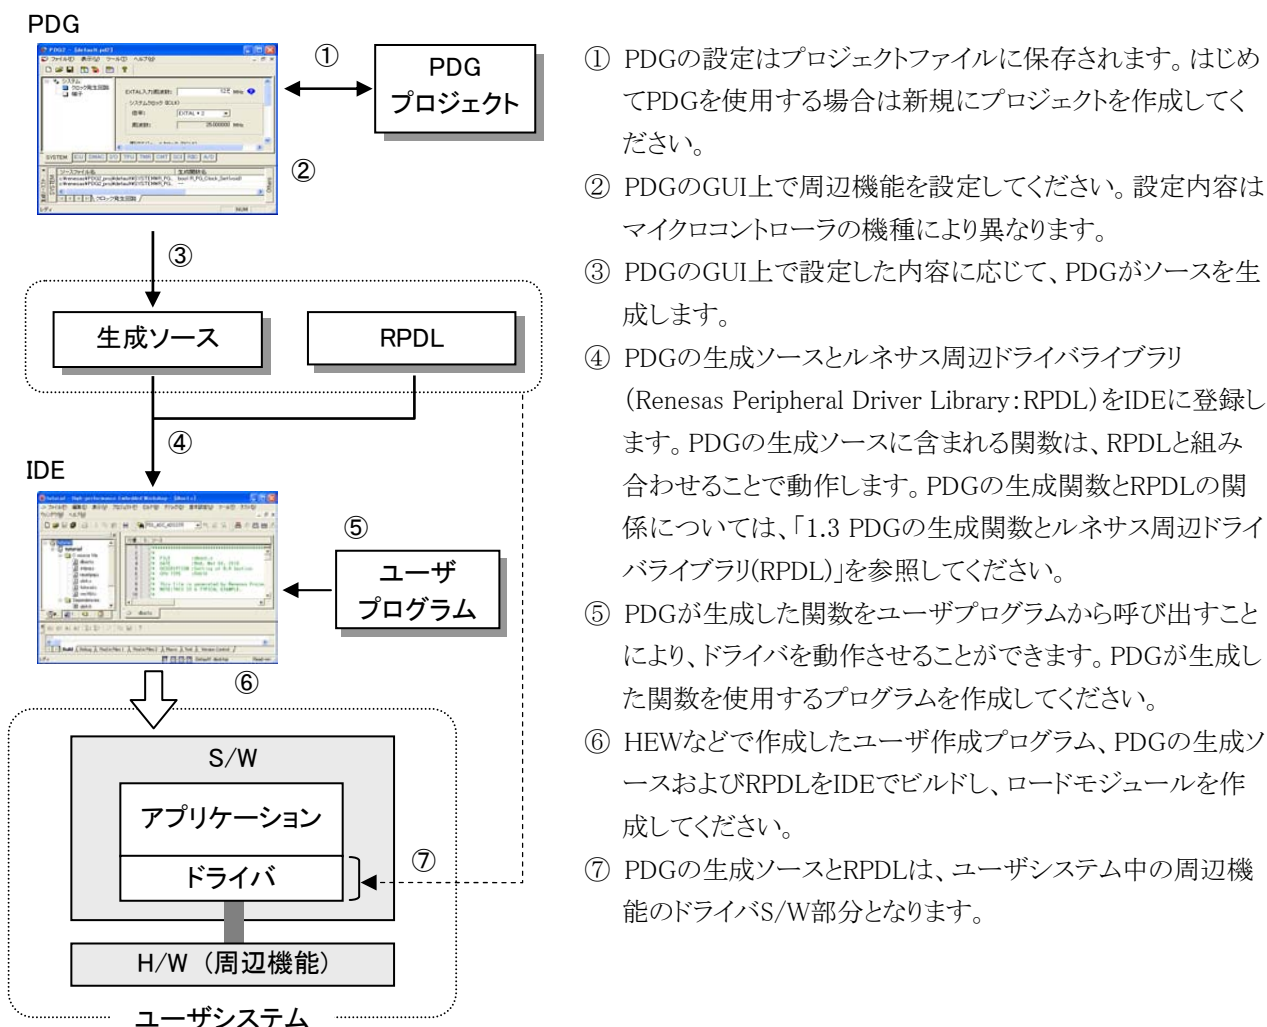 PDG
①
PDG
プロジェクト
②
③
生成ソース
RPDL
④
IDE
⑤
ユーザ
プログラム
⑥
S/W
アプリケーション
ドライバ
⑦
H/W（周辺機能）
ユーザシステム
① PDGの設定はプロジェクトファイルに保存されます。はじめ
てPDGを使用する場合は新規にプロジェクトを作成してく
ださい。
② PDGのGUI上で周辺機能を設定してください。設定内容は
マイクロコントローラの機種により異なります。
③ PDGのGUI上で設定した内容に応じて、PDGがソースを生
成します。
④ PDGの生成ソースとルネサス周辺ドライバライブラリ
（Renesas Peripheral Driver Library：RPDL）をIDEに登録し
ます。PDGの生成ソースに含まれる関数は、RPDLと組み
合わせることで動作します。PDGの生成関数とRPDLの関
係については、「1.3 PDGの生成関数とルネサス周辺ドライ
バライブラリ(RPDL)」を参照してください。
⑤ PDGが生成した関数をユーザプログラムから呼び出すこと
により、ドライバを動作させることができます。PDGが生成し
た関数を使用するプログラムを作成してください。
⑥ HEWなどで作成したユーザ作成プログラム、PDGの生成ソ
ースおよびRPDLをIDEでビルドし、ロードモジュールを作
成してください。
⑦ PDGの生成ソースとRPDLは、ユーザシステム中の周辺機
能のドライバS/W部分となります。